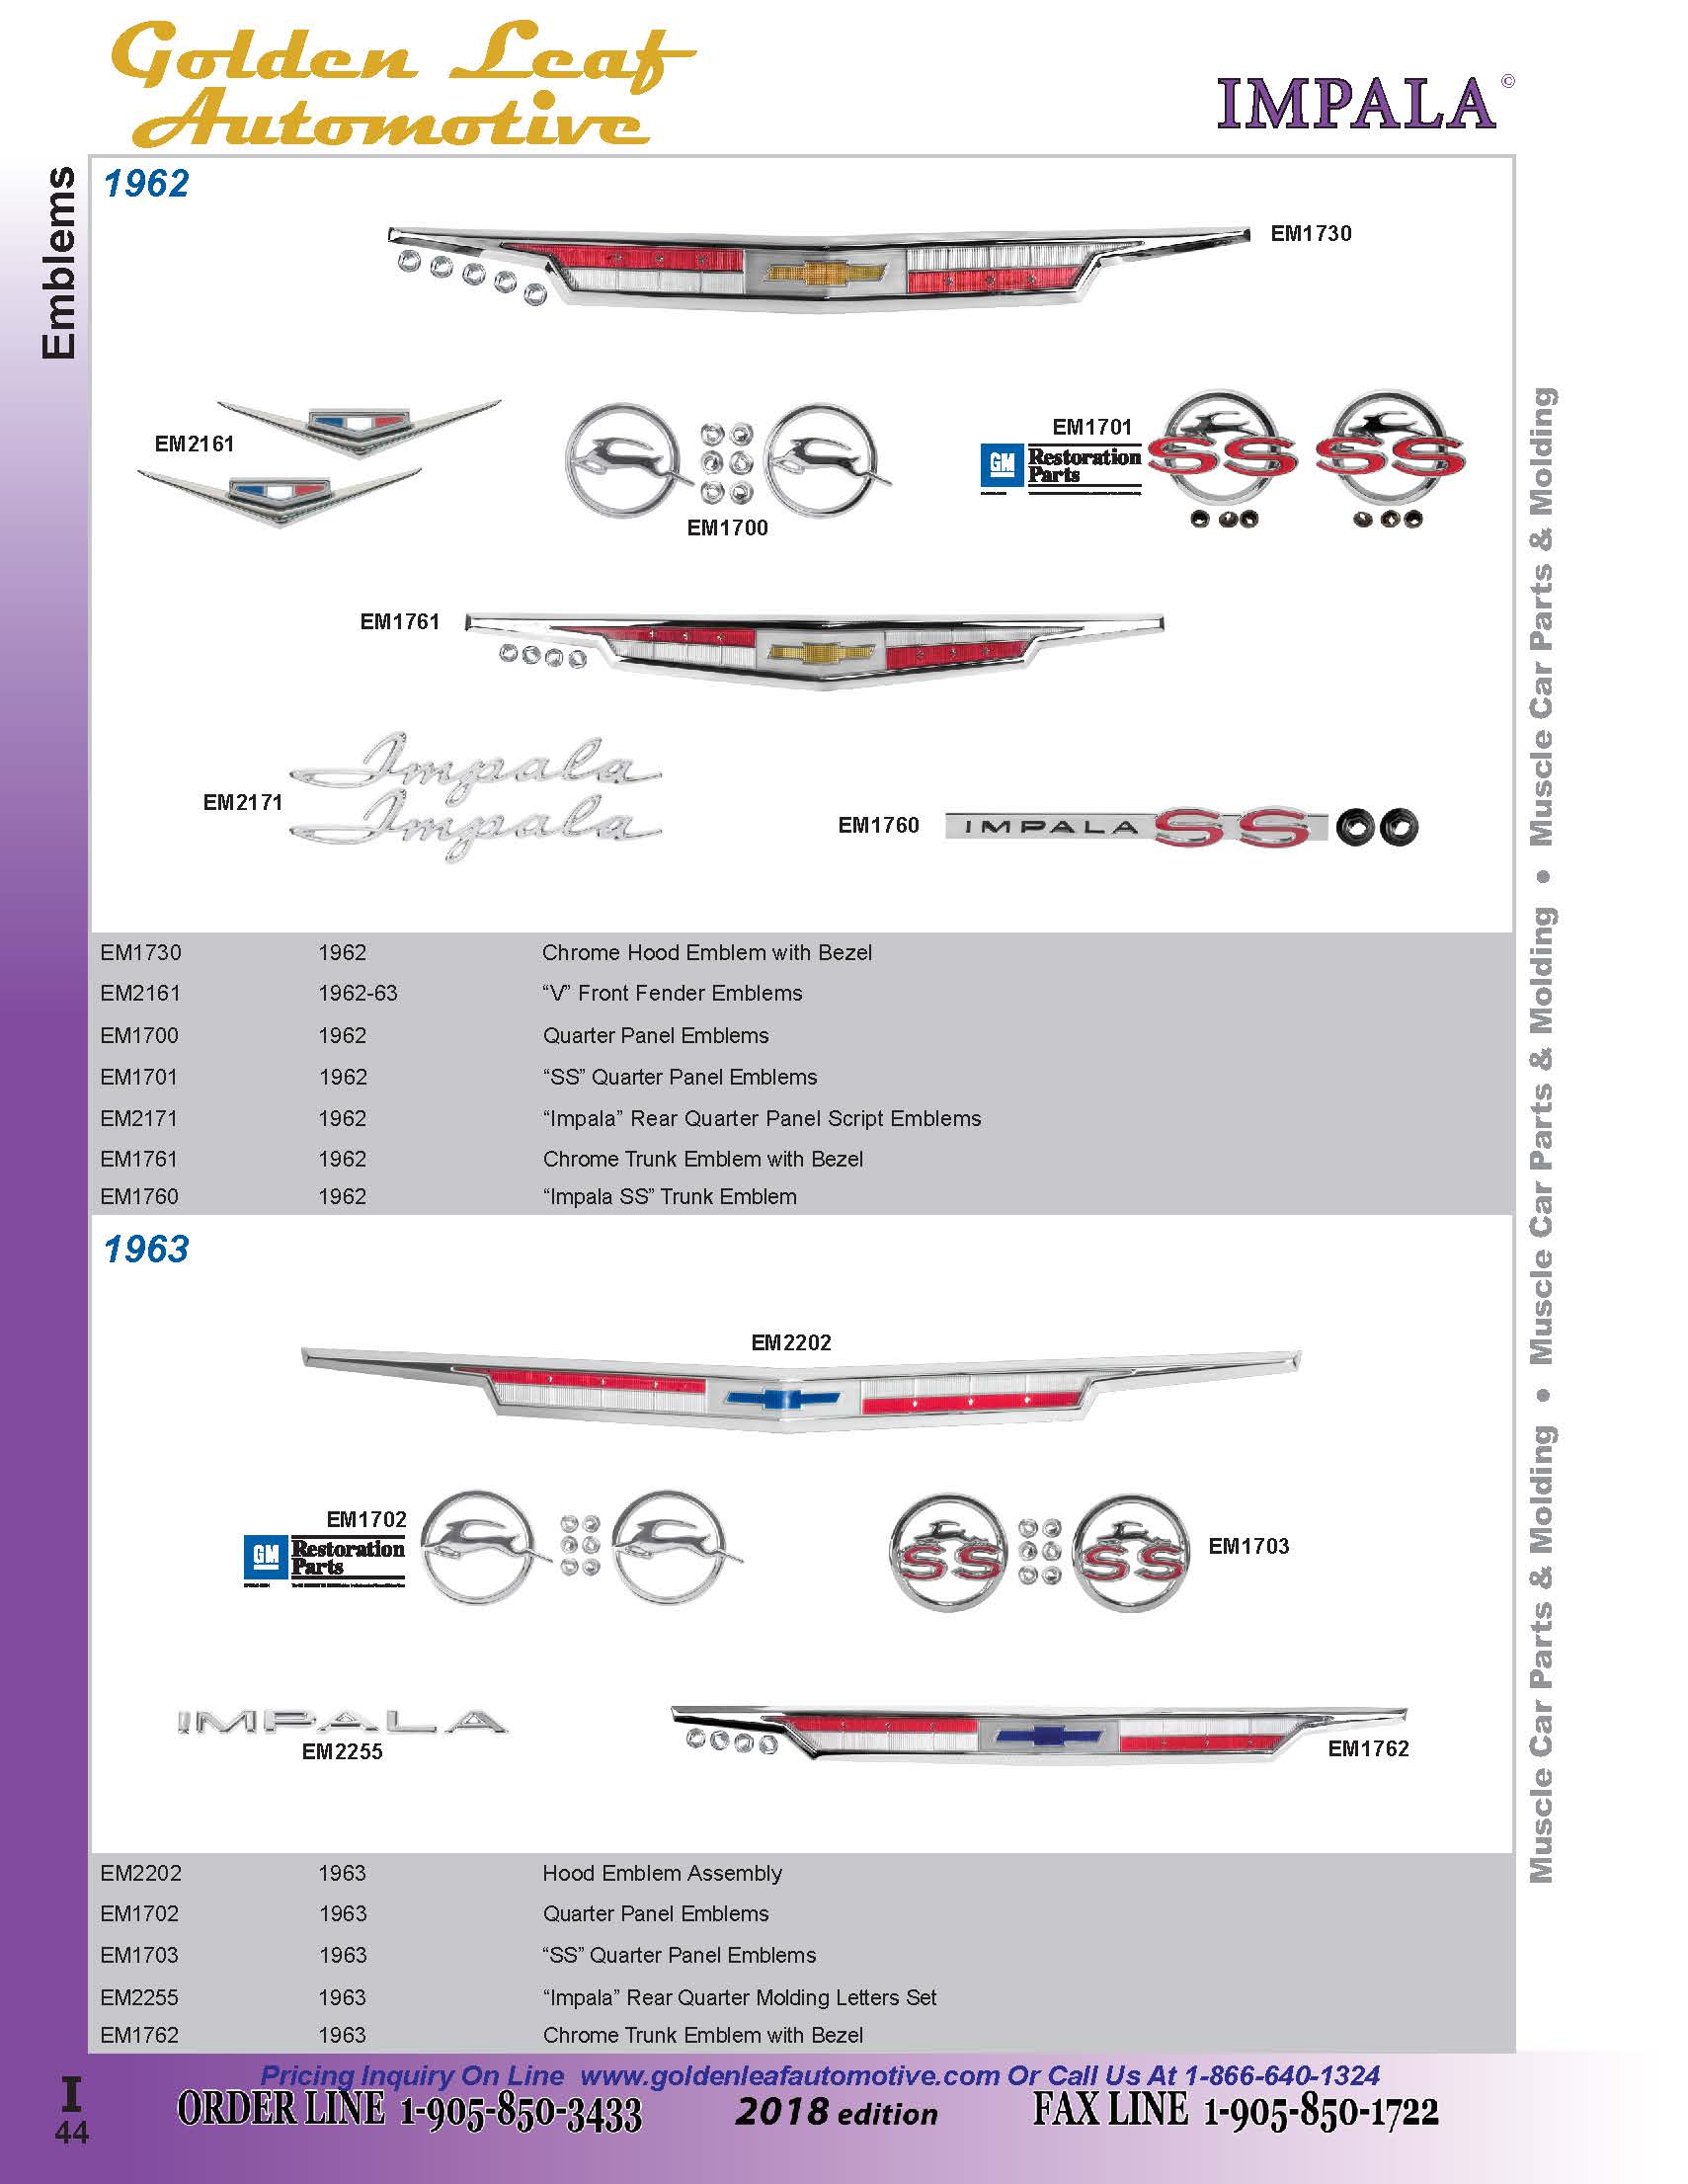 Golden Leaf
Automotive
IMPALA©
Emblems
1962
EM1730
EM2161
EM1700
EM1701
GM Restoration
Parts
SS SS
EM1761
EM2171
Impala
Impala
EM1760
IMPALA SS
EM1730 1962 Chrome Hood Emblem with Bezel
EM2161 1962-63 “V” Front Fender Emblems
EM1700 1962 Quarter Panel Emblems
EM1701 1962 “SS” Quarter Panel Emblems
EM2171 1962 “Impala” Rear Quarter Panel Script Emblems
EM1761 1962 Chrome Trunk Emblem with Bezel
EM1760 1962 “Impala SS” Trunk Emblem
1963
EM2202
EM1702
GM Restoration
Parts
SS SS
EM1703
IMPALA
EM2255
EM1762
EM2202 1963 Hood Emblem Assembly
EM1702 1963 Quarter Panel Emblems
EM1703 1963 “SS” Quarter Panel Emblems
EM2255 1963 “Impala” Rear Quarter Molding Letters Set
EM1762 1963 Chrome Trunk Emblem with Bezel
Muscle Car Parts & Molding • Muscle Car Parts & Molding • Muscle Car Parts & Molding
Pricing Inquiry On Line www.goldenleafautomotive.com Or Call Us At 1-866-640-1324
I
44
ORDER LINE 1-905-850-3433 2018 edition FAX LINE 1-905-850-1722